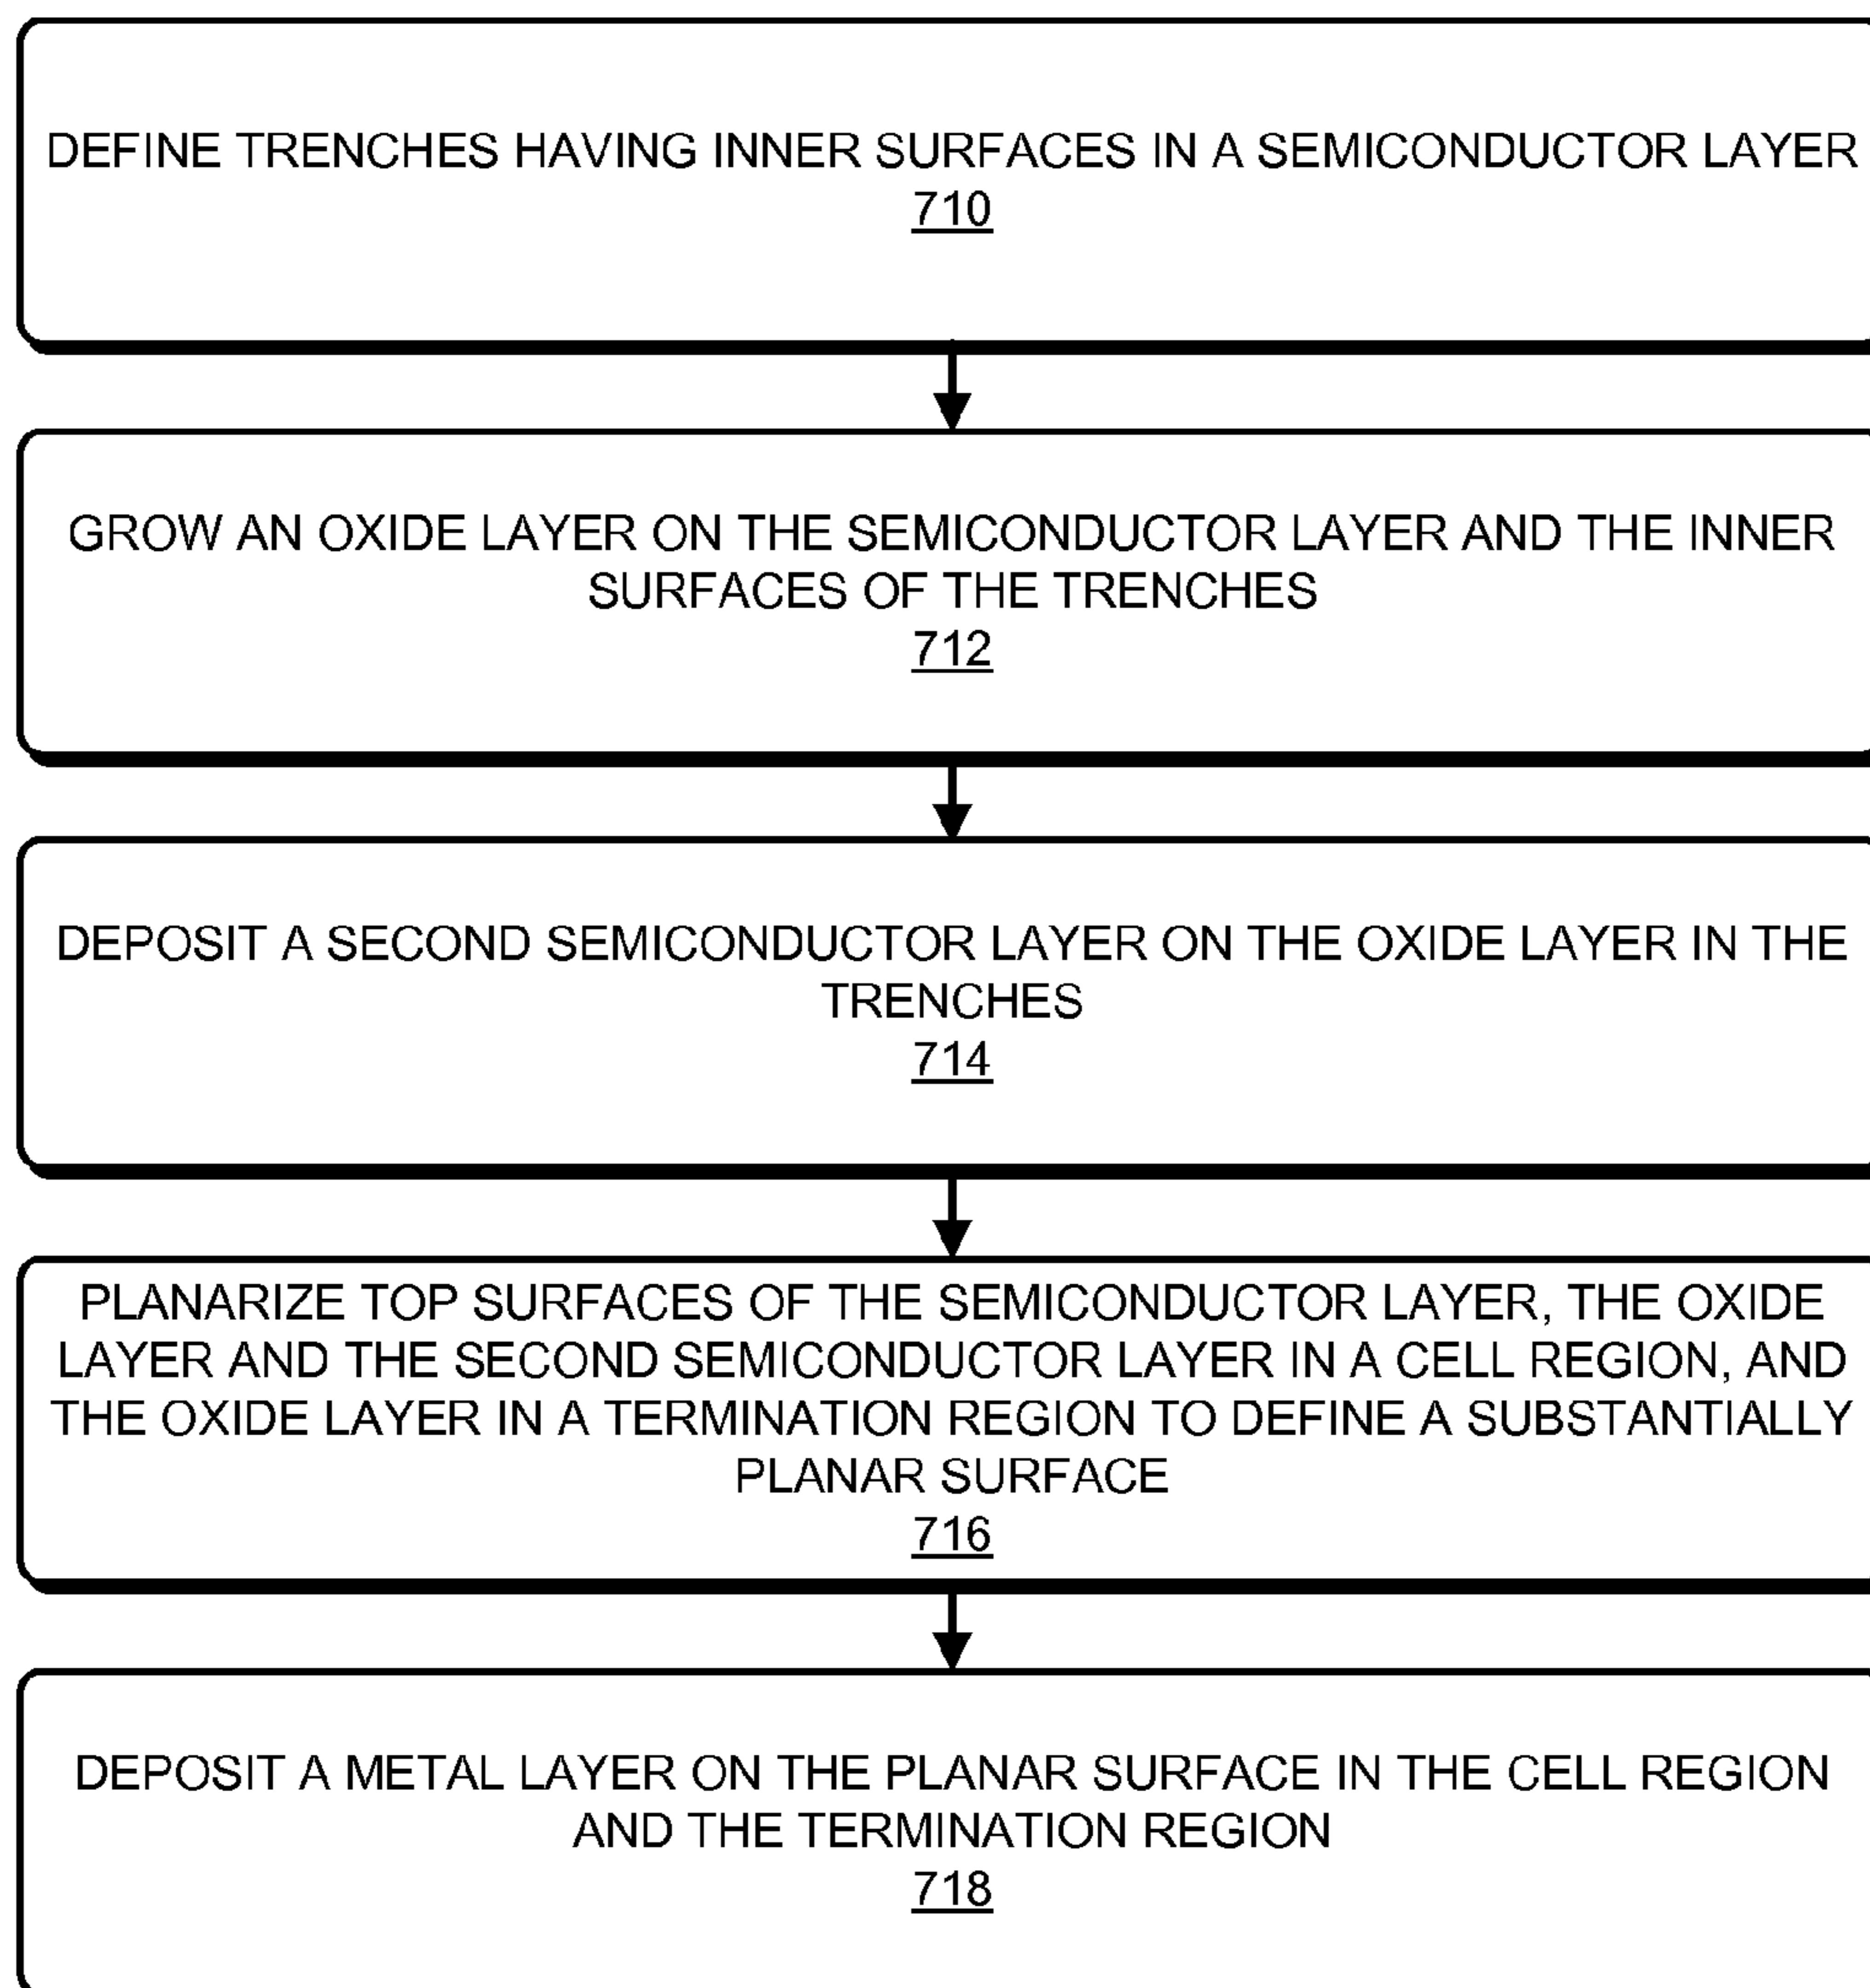 DEFINE TRENCHES HAVING INNER SURFACES IN A SEMICONDUCTOR LAYER
710
GROW AN OXIDE LAYER ON THE SEMICONDUCTOR LAYER AND THE INNER
SURFACES OF THE TRENCHES
712
DEPOSIT A SECOND SEMICONDUCTOR LAYER ON THE OXIDE LAYER IN THE
TRENCHES
714
PLANARIZE TOP SURFACES OF THE SEMICONDUCTOR LAYER, THE OXIDE
LAYER AND THE SECOND SEMICONDUCTOR LAYER IN A CELL REGION, AND
THE OXIDE LAYER IN A TERMINATION REGION TO DEFINE A SUBSTANTIALLY
PLANAR SURFACE
716
DEPOSIT A METAL LAYER ON THE PLANAR SURFACE IN THE CELL REGION
AND THE TERMINATION REGION
718